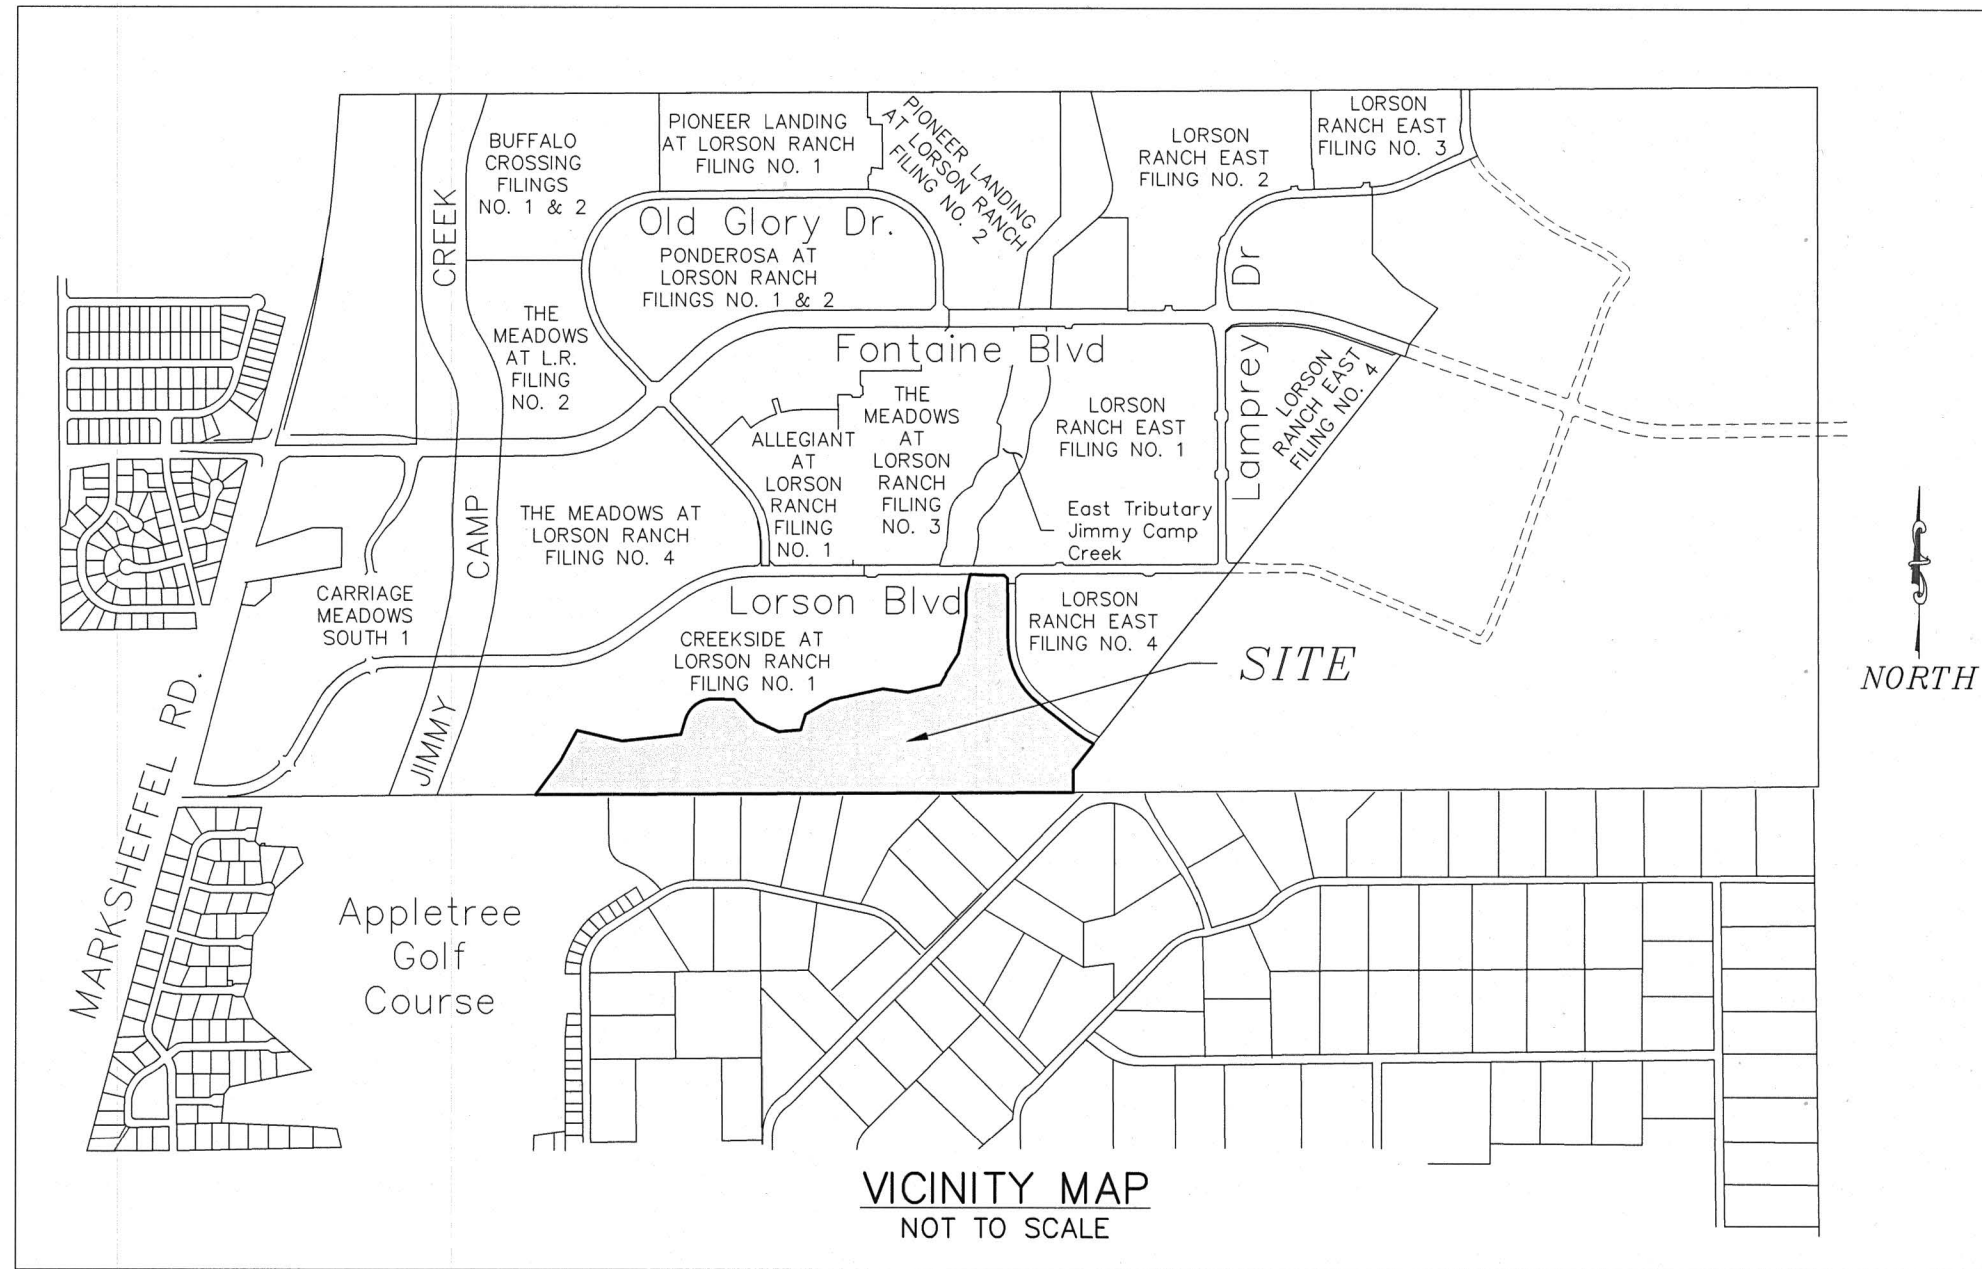 BUFFALO
CROSSING
FILINGS
NO. 1 & 2
PIONEER LANDING
AT LORSON RANCH
FILING NO. 1
PIONEER LANDING
AT LORSON RANCH
FILING NO. 2
LORSON
RANCH EAST
FILING NO. 2
LORSON
RANCH EAST
FILING NO. 3
Old Glory Dr.
PONDEROSA AT
LORSON RANCH
FILINGS NO. 1 & 2
THE
MEADOWS
AT L.R.
FILING
NO. 2
Fontaine Blvd
Lamprey Dr
LORSON
RANCH EAST
FILING NO. 4
ALLEGIANT
AT
LORSON
RANCH
FILING
NO. 1
THE
MEADOWS
AT
LORSON
RANCH
FILING
NO. 3
LORSON
RANCH EAST
FILING NO. 1
East Tributary
Jimmy Camp
Creek
THE MEADOWS AT
LORSON RANCH
FILING NO. 4
CARRIAGE
MEADOWS
SOUTH 1
JIMMY CAMP CREEK
Lorson Blvd
CREEKSIDE AT
LORSON RANCH
FILING NO. 1
LORSON
RANCH EAST
FILING NO. 4
SITE
NORTH
MARKSHEFFEL RD.
Appletree
Golf
Course
VICINITY MAP
NOT TO SCALE